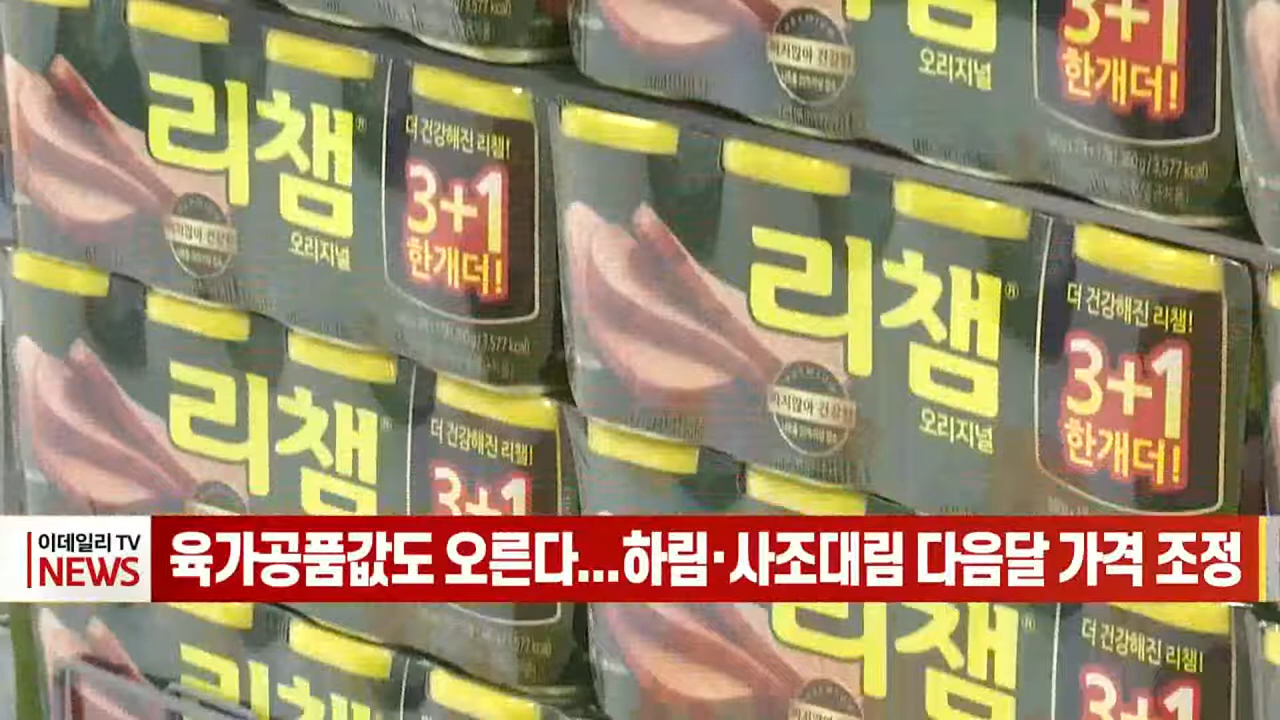 3+1
한개더!
오리지널
리챔®
더 건강해진 리챔!
3+1
한개더!
오리지널
리챔®
더 건강해진 리챔!
3+1
한개더!
오리지널
리챔
더 건강해진 리챔!
3+1
이데일리 TV
NEWS
육가공품값도 오른다...하림·사조대림 다음달 가격 조정
리챔
더 건강해진 리챔!
3+1
리챔